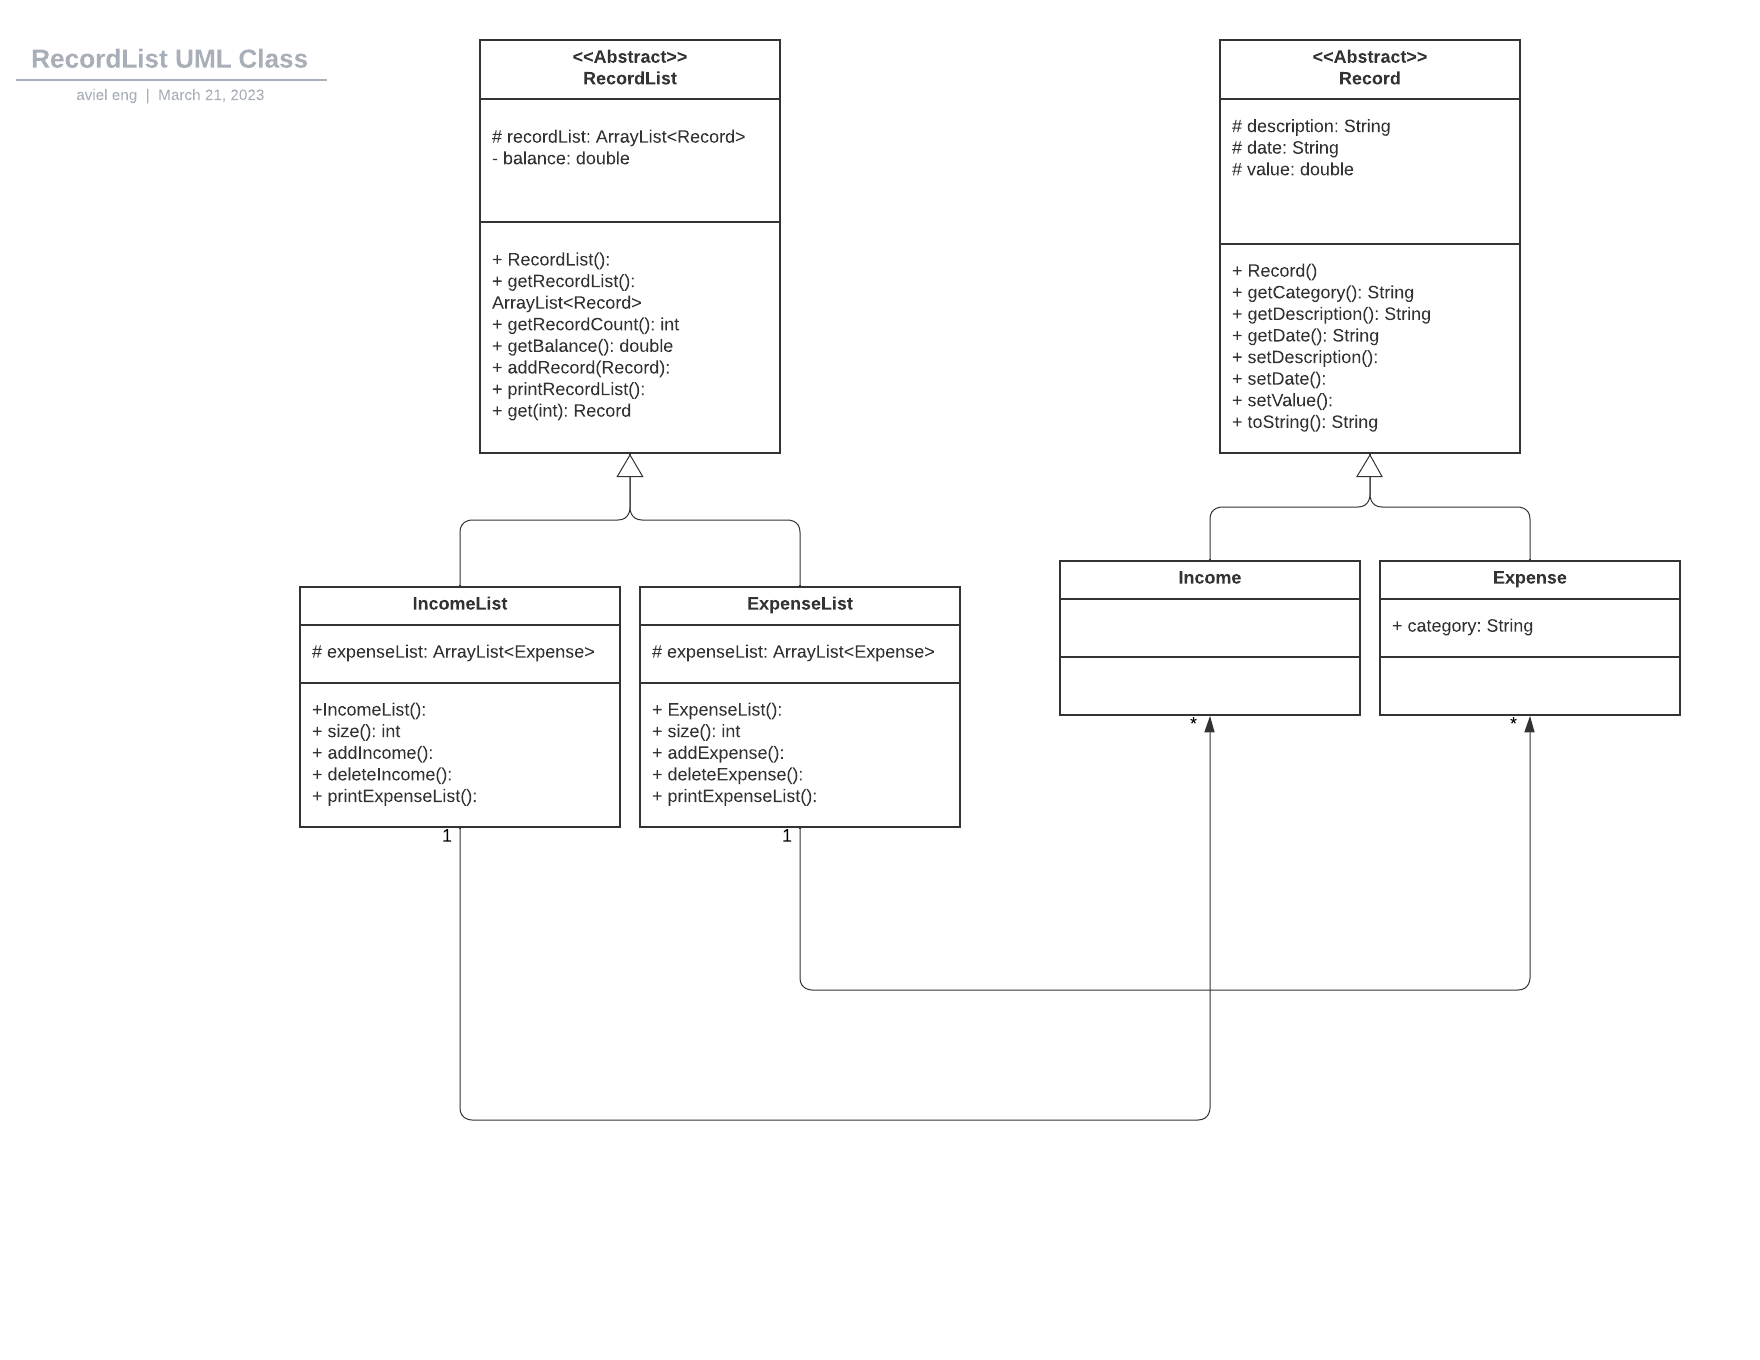 RecordList UML Class
aviel eng | March 21, 2023
<<Abstract>>
RecordList
# recordList: ArrayList<Record>
- balance: double
+ RecordList():
+ getRecordList():
ArrayList<Record>
+ getRecordCount(): int
+ getBalance(): double
+ addRecord(Record):
+ printRecordList():
+ get(int): Record
<<Abstract>>
Record
# description: String
# date: String
# value: double
+ Record()
+ getCategory(): String
+ getDescription(): String
+ getDate(): String
+ setDescription():
+ setDate():
+ setValue():
+ toString(): String
IncomeList
# expenseList: ArrayList<Expense>
+IncomeList():
+ size(): int
+ addIncome():
+ deleteIncome():
+ printExpenseList():
1
ExpenseList
# expenseList: ArrayList<Expense>
+ ExpenseList():
+ size(): int
+ addExpense():
+ deleteExpense():
+ printExpenseList():
1
Income
*
Expense
+ category: String
*